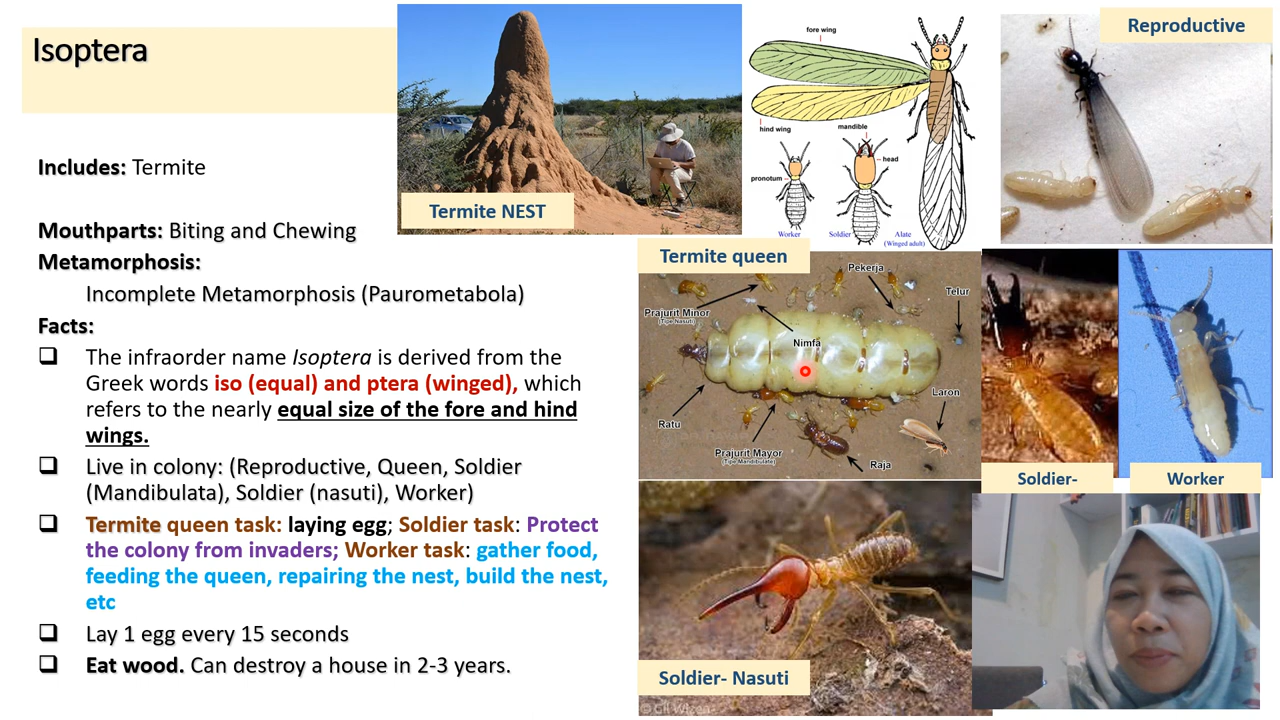 Isoptera
Includes: Termite
Mouthparts: Biting and Chewing
Metamorphosis:
Incomplete Metamorphosis (Paurometabola)
Facts:
The infraorder name Isoptera is derived from the
Greek words iso (equal) and ptera (winged), which
refers to the nearly equal size of the fore and hind
wings.
Live in colony: (Reproductive, Queen, Soldier
(Mandibulata), Soldier (nasuti), Worker)
Termite queen task: laying egg; Soldier task: Protect
the colony from invaders; Worker task: gather food,
feeding the queen, repairing the nest, build the nest,
etc
Lay 1 egg every 15 seconds
Eat wood. Can destroy a house in 2-3 years.
Termite NEST
fore wing
hind wing
mandible
head
pronotum
Worker
Soldier
Alate
(Winged adult)
Reproductive
Termite queen
Pekerja
Telur
Prajurit Minor
(Tipe Nasuti)
Nimfa
Laron
Ratu
Prajurit Mayor
(Tipe Mandibulate)
Raja
Soldier-
Worker
Soldier- Nasuti
© Gil Wizen